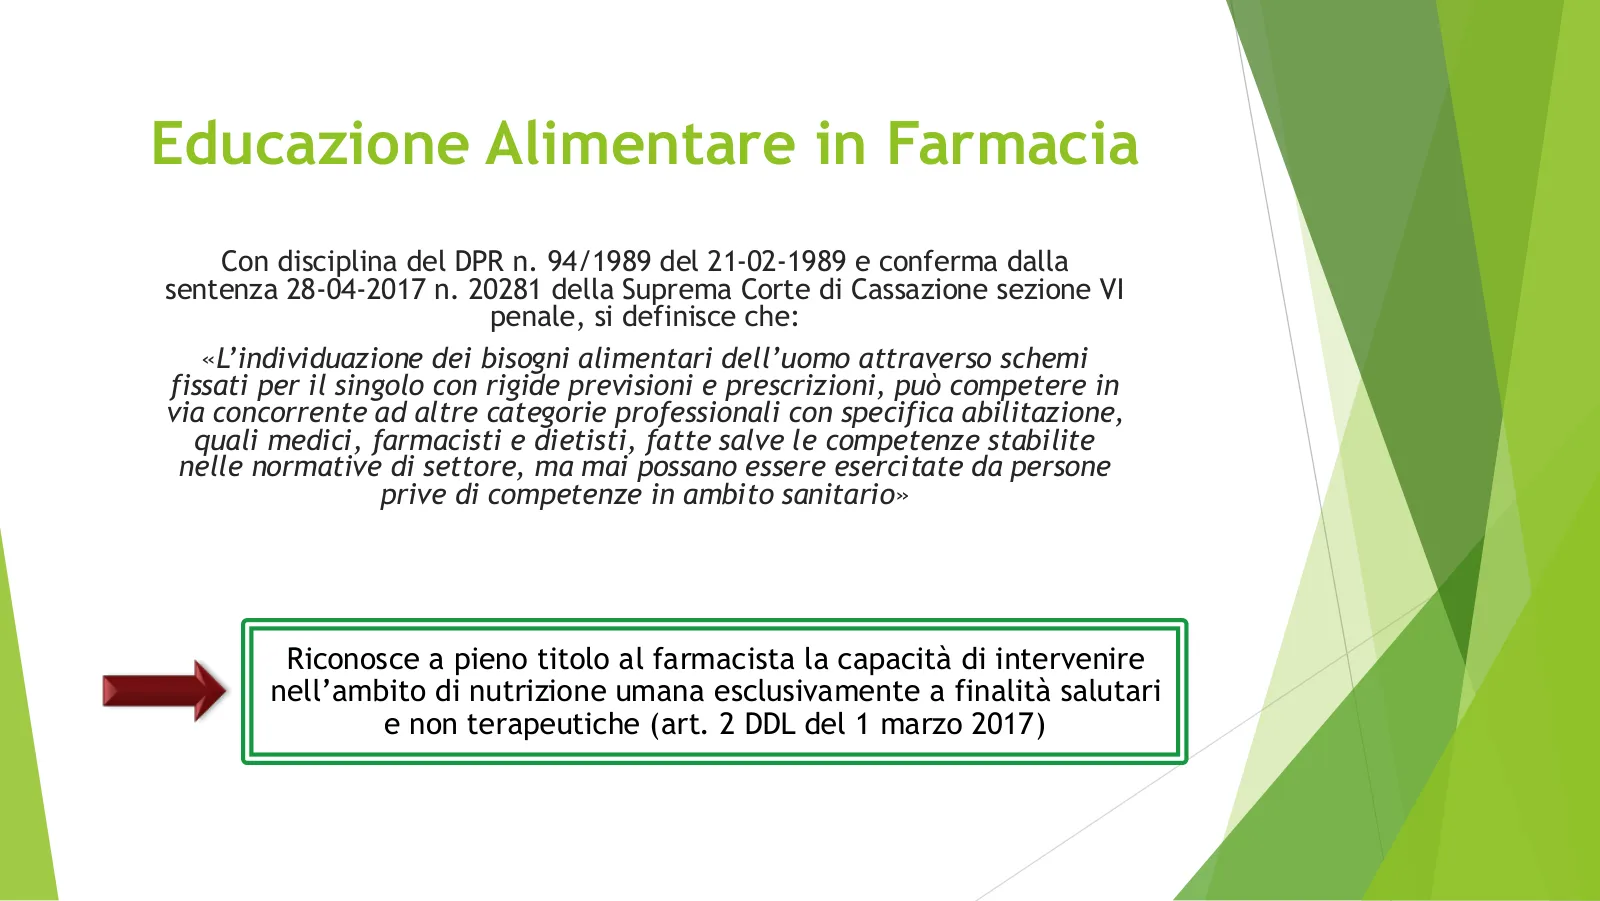 Educazione Alimentare in Farmacia
Con disciplina del DPR n. 94/1989 del 21-02-1989 e conferma dalla
sentenza 28-04-2017 n. 20281 della Suprema Corte di Cassazione sezione VI
penale, si definisce che:
«L’individuazione dei bisogni alimentari dell’uomo attraverso schemi
fissati per il singolo con rigide previsioni e prescrizioni, può competere in
via concorrente ad altre categorie professionali con specifica abilitazione,
quali medici, farmacisti e dietisti, fatte salve le competenze stabilite
nelle normative di settore, ma mai possano essere esercitate da persone
prive di competenze in ambito sanitario»
Riconosce a pieno titolo al farmacista la capacità di intervenire
nell’ambito di nutrizione umana esclusivamente a finalità salutari
e non terapeutiche (art. 2 DDL del 1 marzo 2017)